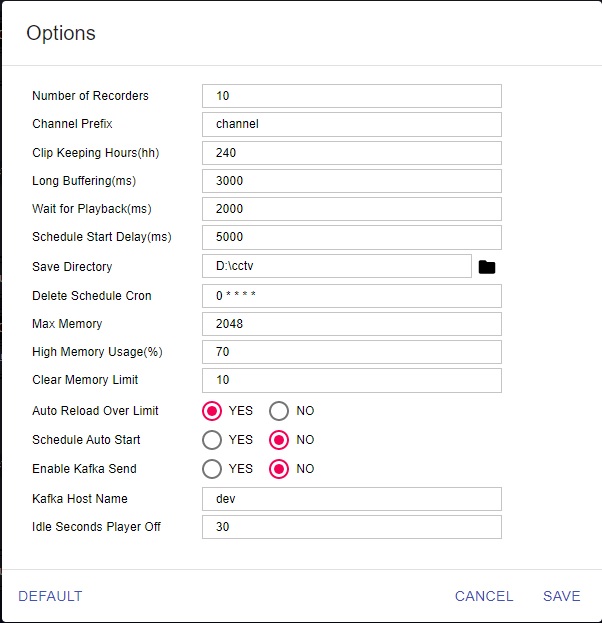 Options
Number of Recorders 10
Channel Prefix channel
Clip Keeping Hours(hh) 240
Long Buffering(ms) 3000
Wait for Playback(ms) 2000
Schedule Start Delay(ms) 5000
Save Directory D:\cctv
Delete Schedule Cron 0 * * * *
Max Memory 2048
High Memory Usage(%) 70
Clear Memory Limit 10
Auto Reload Over Limit YES NO
Schedule Auto Start YES NO
Enable Kafka Send YES NO
Kafka Host Name dev
Idle Seconds Player Off 30
DEFAULT CANCEL SAVE